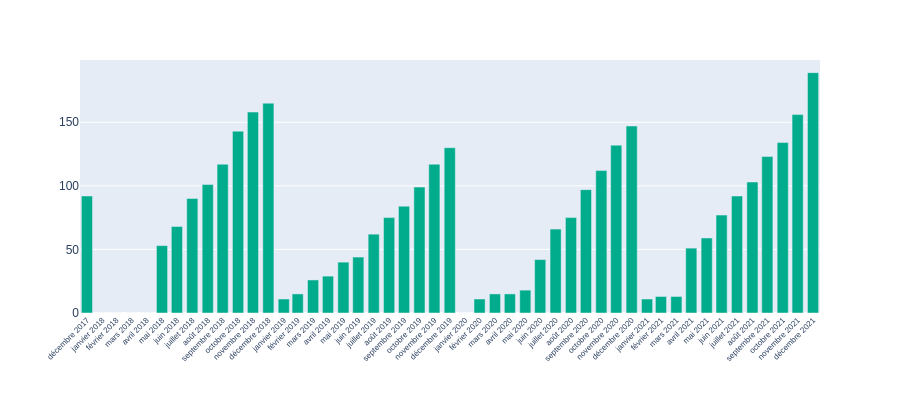 150
100
50
0
décembre 2017
janvier 2018
février 2018
mars 2018
avril 2018
mai 2018
juin 2018
juillet 2018
août 2018
septembre 2018
octobre 2018
novembre 2018
décembre 2018
janvier 2019
février 2019
mars 2019
avril 2019
mai 2019
juin 2019
juillet 2019
août 2019
septembre 2019
octobre 2019
novembre 2019
décembre 2019
janvier 2020
février 2020
mars 2020
avril 2020
mai 2020
juin 2020
juillet 2020
août 2020
septembre 2020
octobre 2020
novembre 2020
décembre 2020
janvier 2021
février 2021
mars 2021
avril 2021
mai 2021
juin 2021
juillet 2021
août 2021
septembre 2021
octobre 2021
novembre 2021
décembre 2021